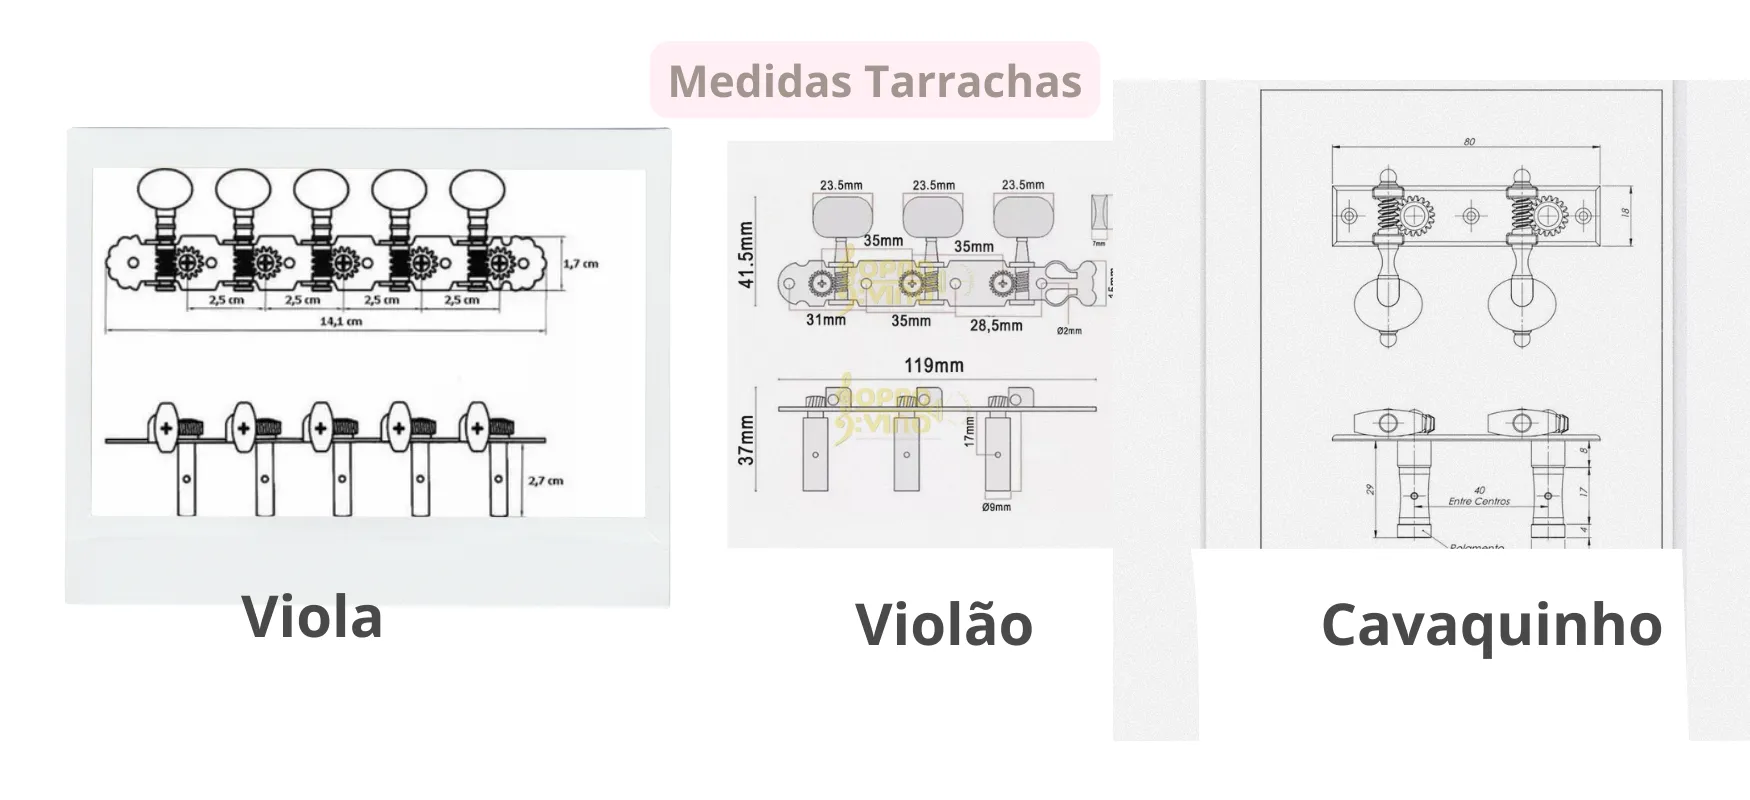 Medidas Tarrachas
1,7 cm
2,5 cm 2,5 cm 2,5 cm 2,5 cm
14,1 cm
2,7 cm
Viola
23.5mm 23.5mm 23.5mm
7mm
41.5mm
35mm 35mm
31mm 35mm 28,5mm
Ø2mm
119mm
37mm
17mm
Ø9mm
Violão
80
18
29
8
40
Entre Centros
17
4
Rolamento
Cavaquinho